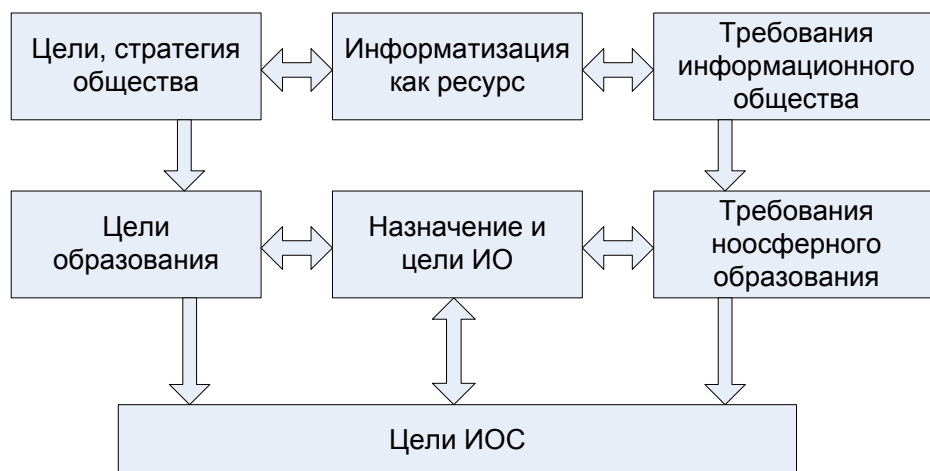 Цели, стратегия
общества
Информатизация
как ресурс
Требования
информационного
общества
Цели
образования
Назначение и
цели ИО
Требования
ноосферного
образования
Цели ИОС